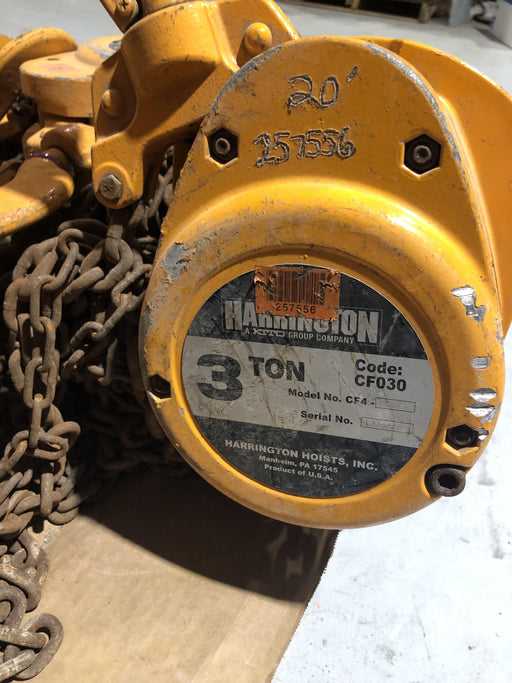 20'
257556
257556
HARRINGTON
A KITO GROUP COMPANY
3 TON
Code:
CF030
Model No. CF4 -
Serial No.
HARRINGTON HOISTS, INC.
Manheim, PA 17545
Product of U.S.A.